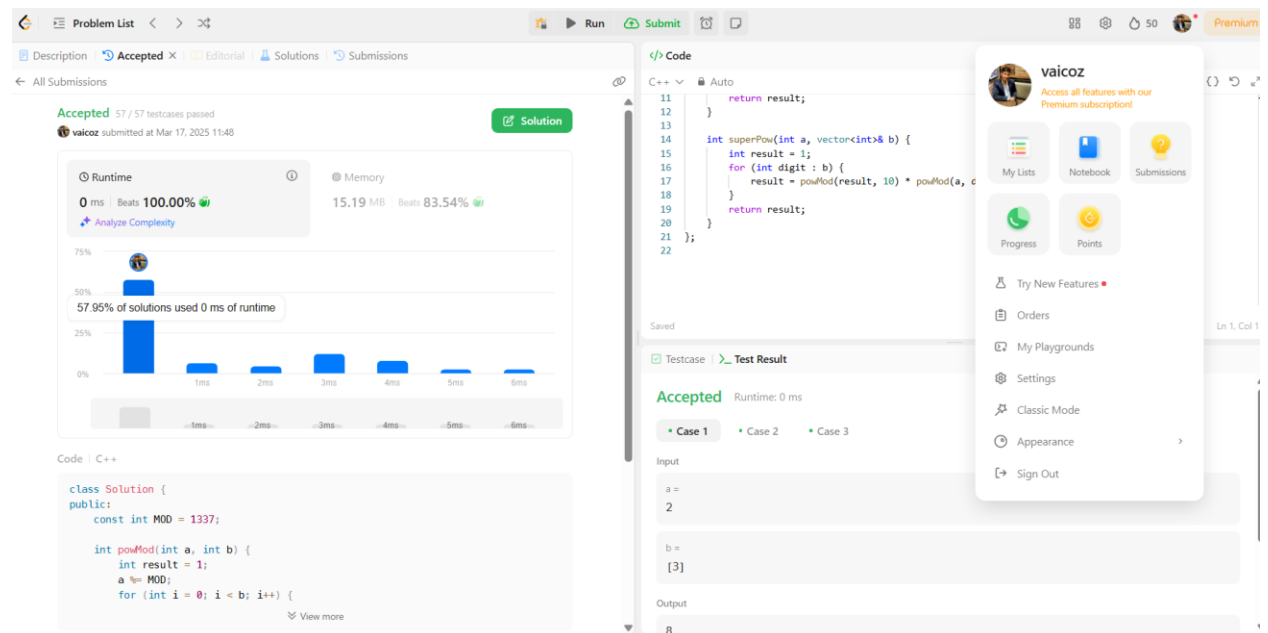 Problem List
Run
Submit
50
Premium
Description
Accepted
Editorial
Solutions
Submissions
All Submissions
Accepted 57 / 57 testcases passed
vaicoz submitted at Mar 17, 2025 11:48
Solution
Runtime
0 ms Beats 100.00%
Analyze Complexity
Memory
15.19 MB Beats 83.54%
75%
50%
57.95% of solutions used 0 ms of runtime
25%
0%
1ms 2ms 3ms 4ms 5ms 6ms
1ms 2ms 3ms 4ms 5ms 6ms
Code C++
class Solution {
public:
const int MOD = 1337;
int powMod(int a, int b) {
int result = 1;
a %= MOD;
for (int i = 0; i < b; i++) {
View more
</> Code
C++ Auto
11 return result;
12 }
13
14 int superPow(int a, vector<int>& b) {
15 int result = 1;
16 for (int digit : b) {
17 result = powMod(result, 10) * powMod(a,
18 }
19 return result;
20 }
21 };
22
Saved
Ln 1, Col 1
Testcase
>_ Test Result
Accepted Runtime: 0 ms
Case 1 Case 2 Case 3
Input
a =
2
b =
[3]
Output
8
vaicoz
Access all features with our
Premium subscription!
My Lists
Notebook
Submissions
Progress
Points
Try New Features
Orders
My Playgrounds
Settings
Classic Mode
Appearance
Sign Out